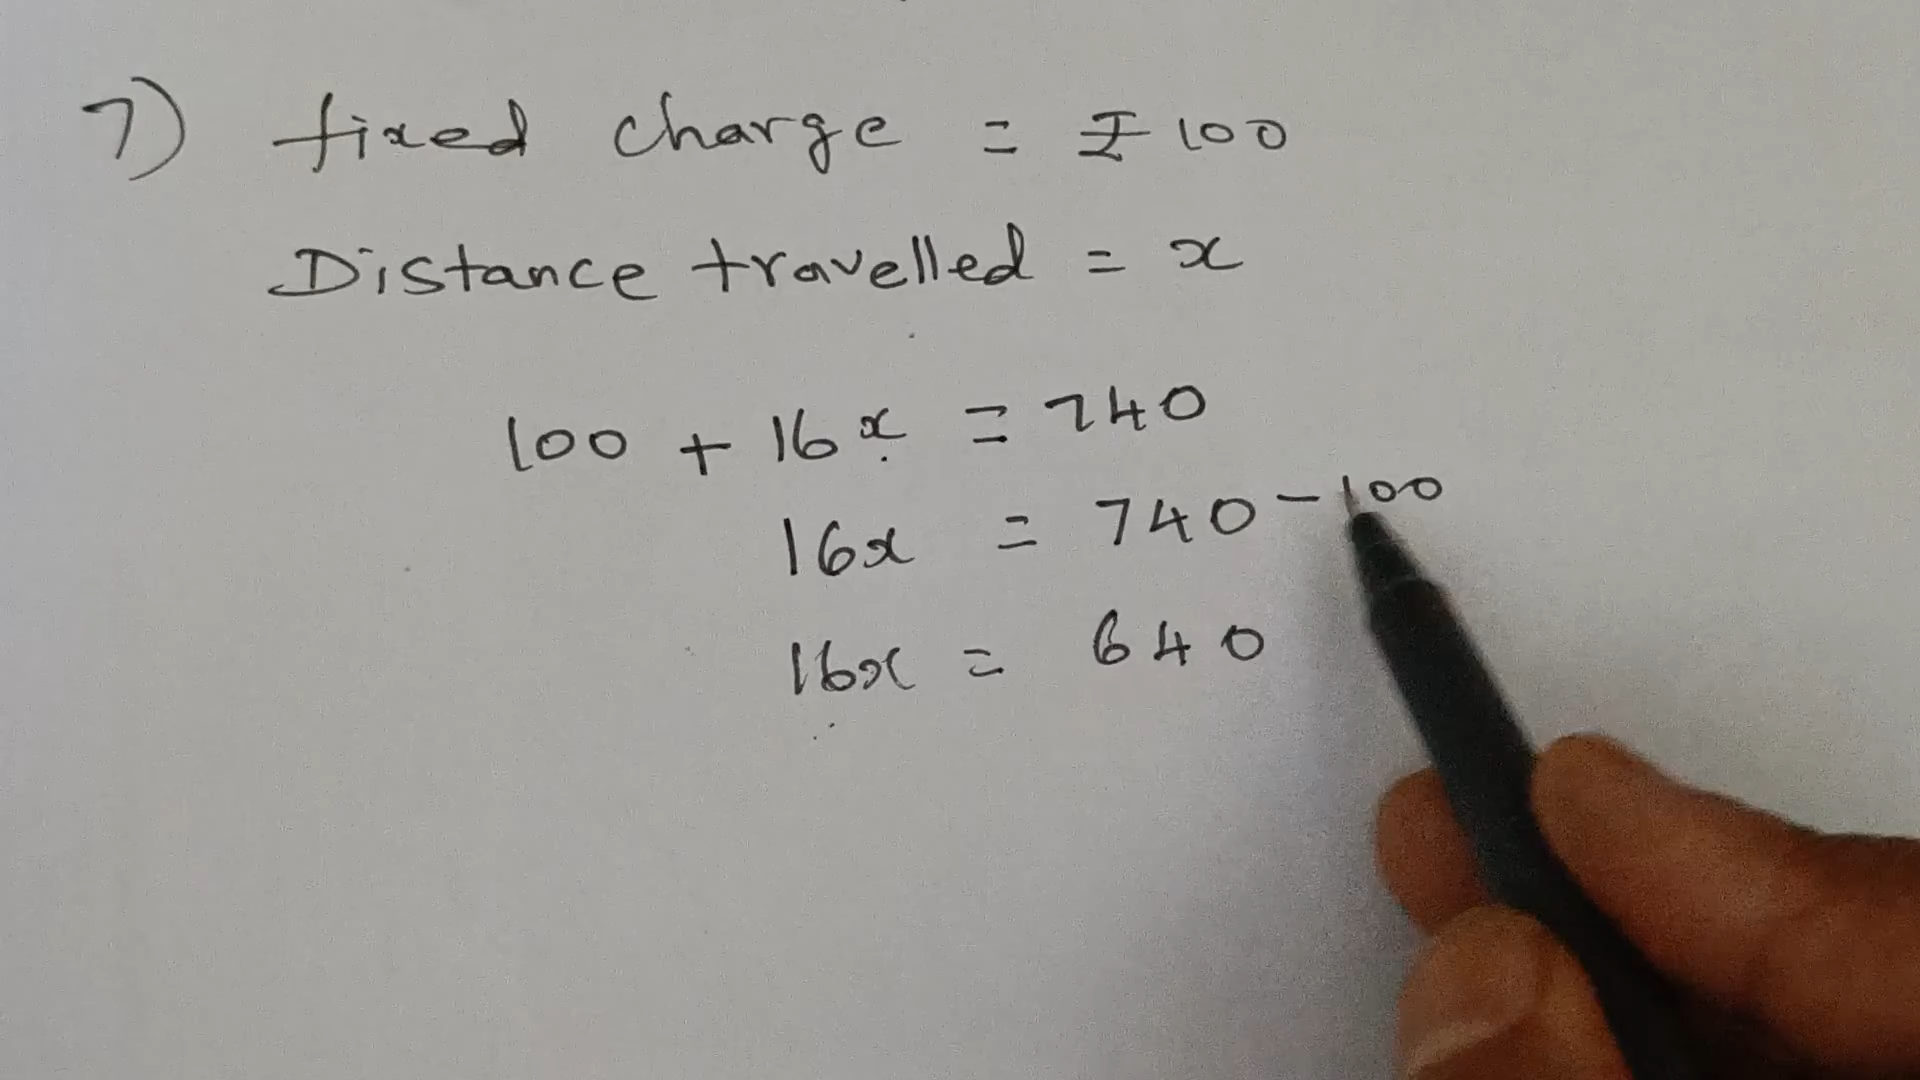 7) fixed charge = ₹ 100
Distance travelled = x
100 + 16x = 740
16x = 740 - 100
16x = 640